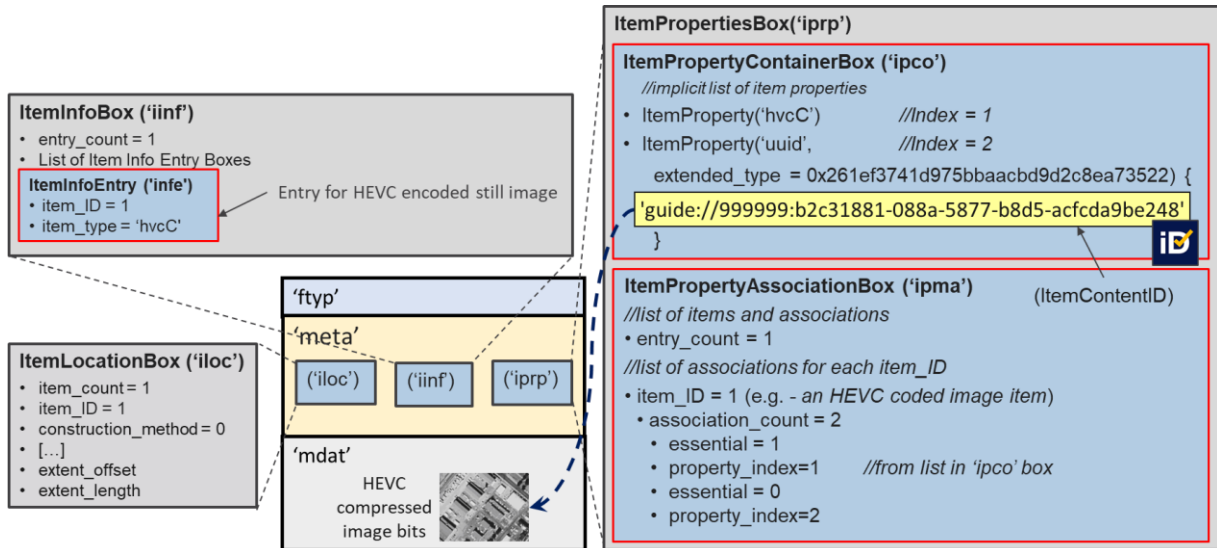 ItemInfoBox (‘iinf’)
• entry_count = 1
• List of Item Info Entry Boxes
ItemInfoEntry ('infe')
• item_ID = 1
• item_type = ‘hvcC'
Entry for HEVC encoded still image
ItemLocationBox (‘iloc’)
• item_count = 1
• item_ID = 1
• construction_method = 0
• […]
• extent_offset
• extent_length
‘ftyp’
‘meta’
(‘iloc’)
(‘iinf’)
(‘iprp’)
‘mdat’
HEVC
compressed
image bits
ItemPropertiesBox(‘iprp’)
ItemPropertyContainerBox (‘ipco’)
//implicit list of item properties
• ItemProperty(‘hvcC’) //Index = 1
• ItemProperty(‘uuid’, //Index = 2
extended_type = 0x261ef3741d975bbaacbd9d2c8ea73522) {
'guide://999999:b2c31881-088a-5877-b8d5-acfcda9be248'
}
iD
(ItemContentID)
ItemPropertyAssociationBox (‘ipma’)
//list of items and associations
• entry_count = 1
//list of associations for each item_ID
• item_ID = 1 (e.g. - an HEVC coded image item)
• association_count = 2
• essential = 1
• property_index=1 //from list in ‘ipco’ box
• essential = 0
• property_index=2